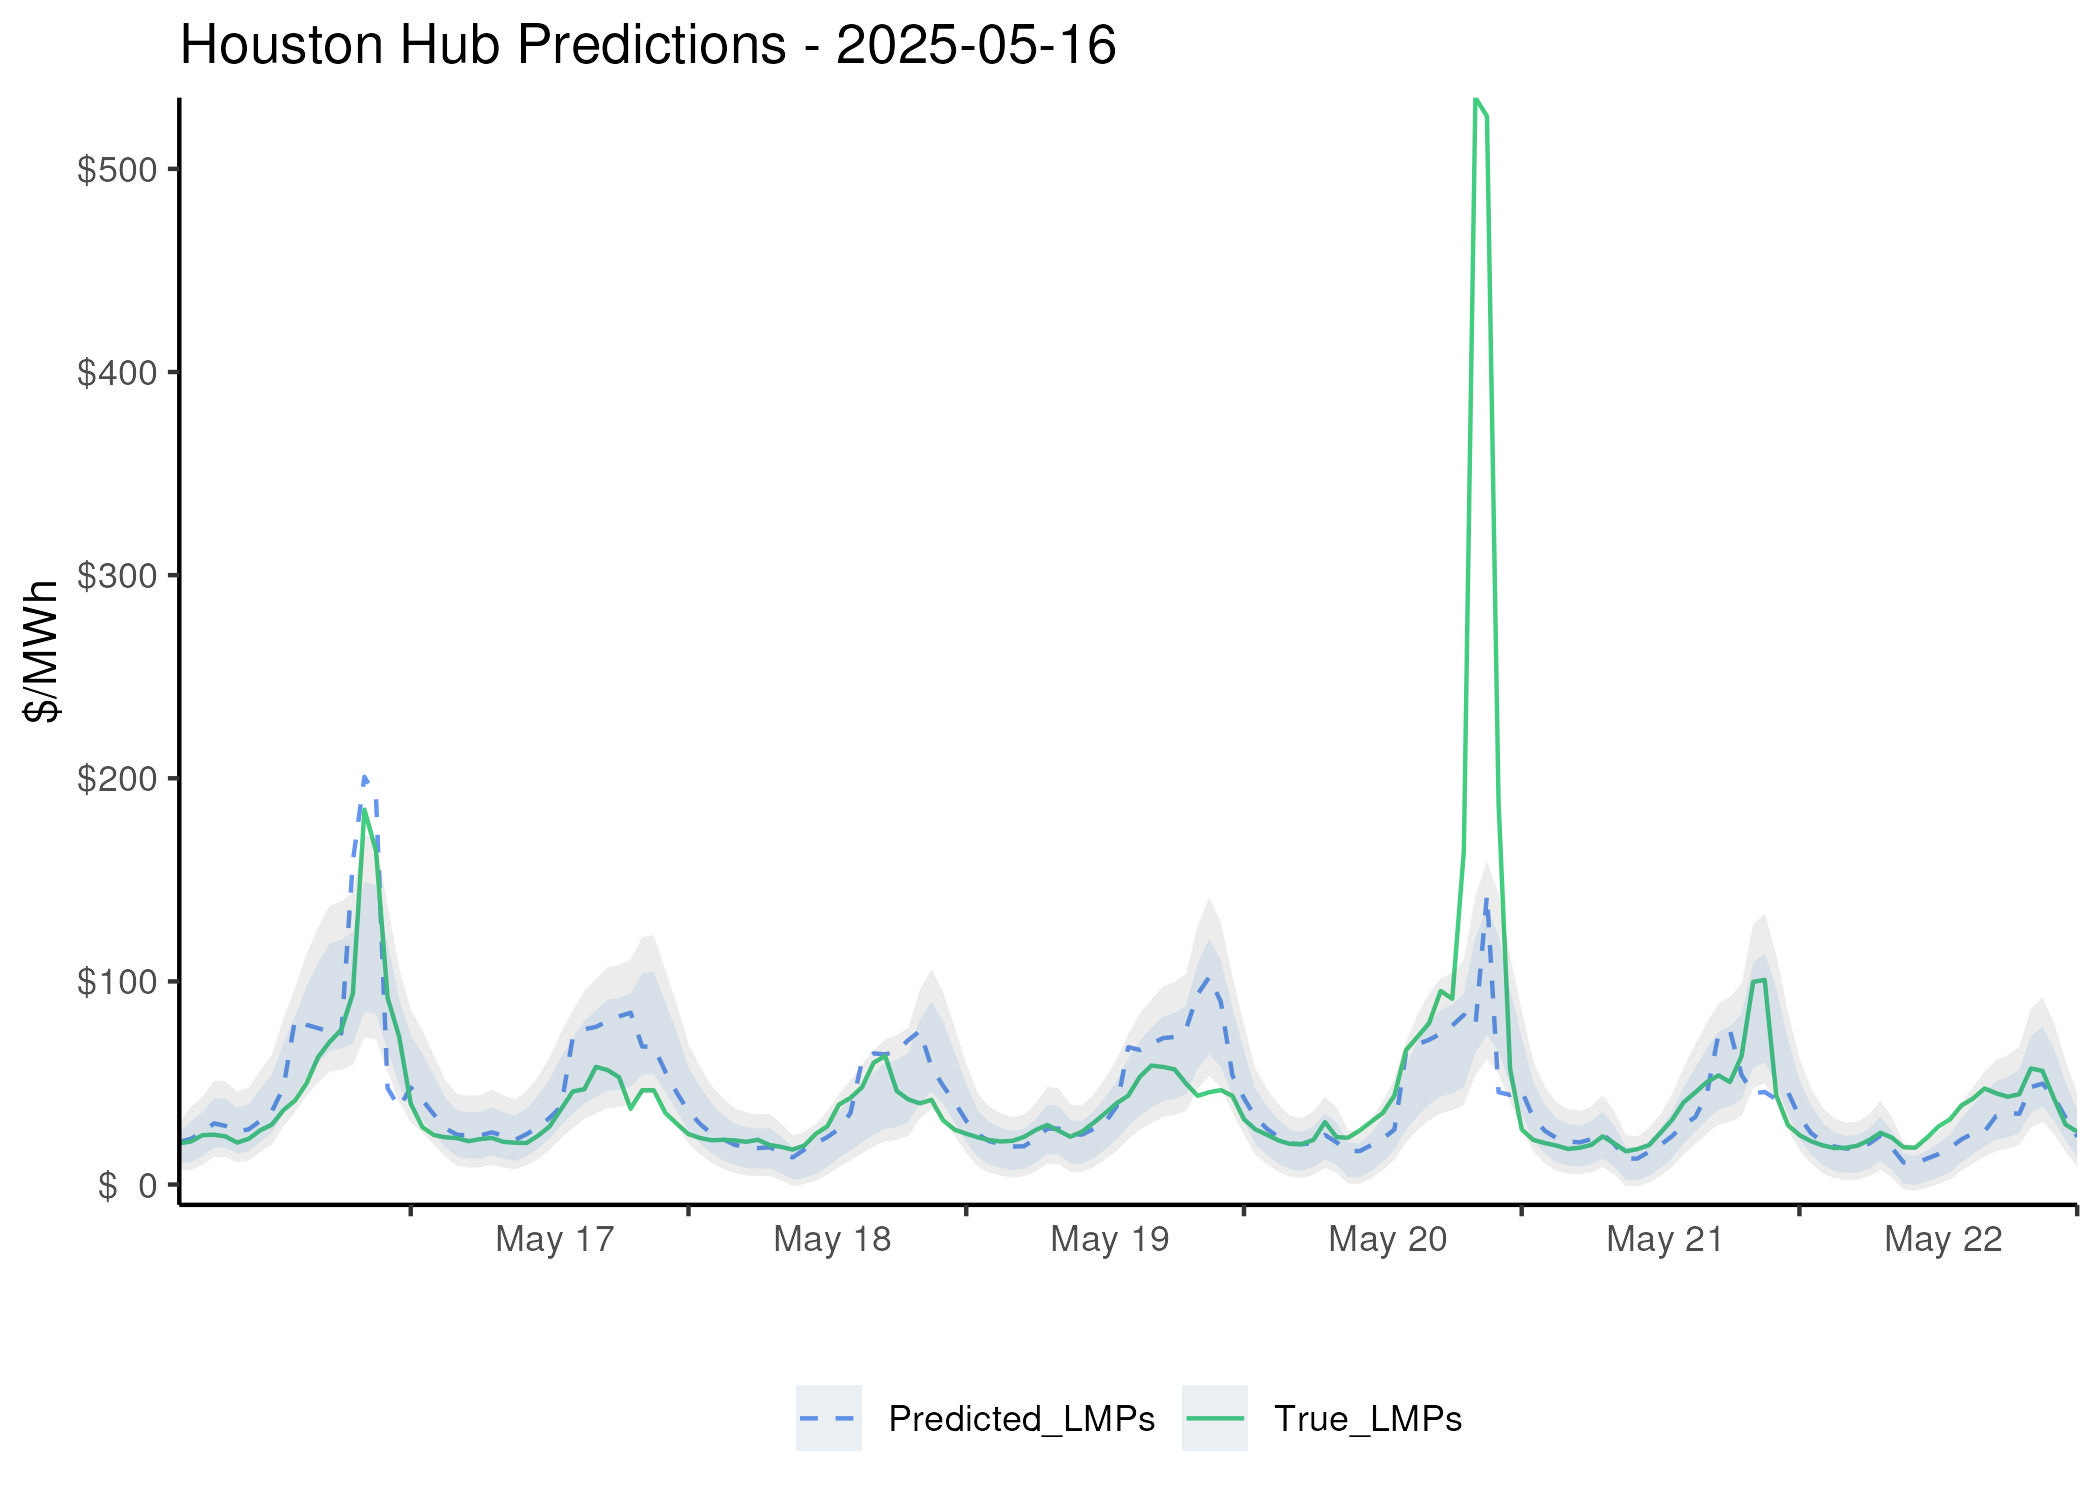 Houston Hub Predictions - 2025-05-16
$/MWh
$500
$400
$300
$200
$100
$ 0
May 17 May 18 May 19 May 20 May 21 May 22
Predicted_LMPs True_LMPs